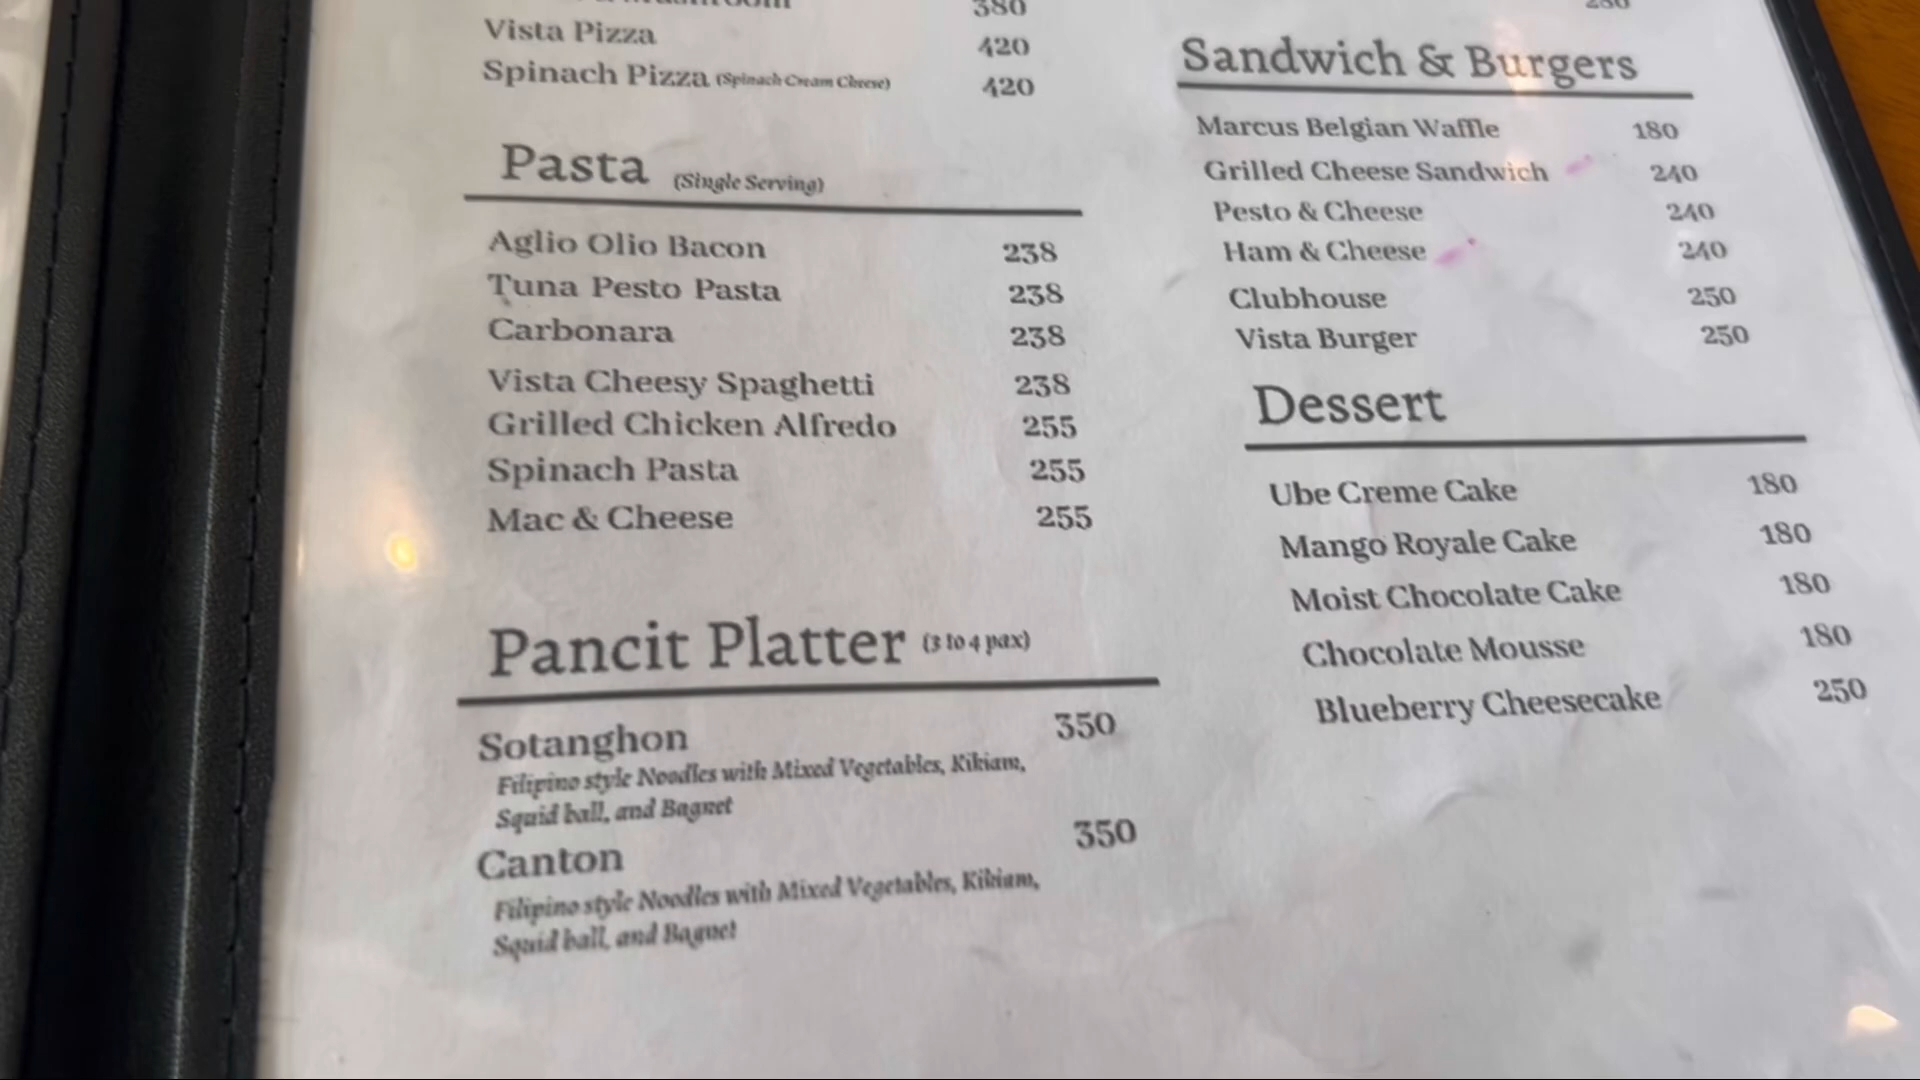 380
Vista Pizza 420
Spinach Pizza (Spinach Cream Cheese) 420
Pasta (Single Serving)
Aglio Olio Bacon 238
Tuna Pesto Pasta 238
Carbonara 238
Vista Cheesy Spaghetti 238
Grilled Chicken Alfredo 255
Spinach Pasta 255
Mac & Cheese 255
Pancit Platter (3 to 4 pax)
Sotanghon 350
Filipino style Noodles with Mixed Vegetables, Kikiam,
Squid ball, and Bagnet
Canton 350
Filipino style Noodles with Mixed Vegetables, Kikiam,
Squid ball, and Bagnet
Sandwich & Burgers
Marcus Belgian Waffle 180
Grilled Cheese Sandwich 240
Pesto & Cheese 240
Ham & Cheese 240
Clubhouse 250
Vista Burger 250
Dessert
Ube Creme Cake 180
Mango Royale Cake 180
Moist Chocolate Cake 180
Chocolate Mousse 180
Blueberry Cheesecake 250